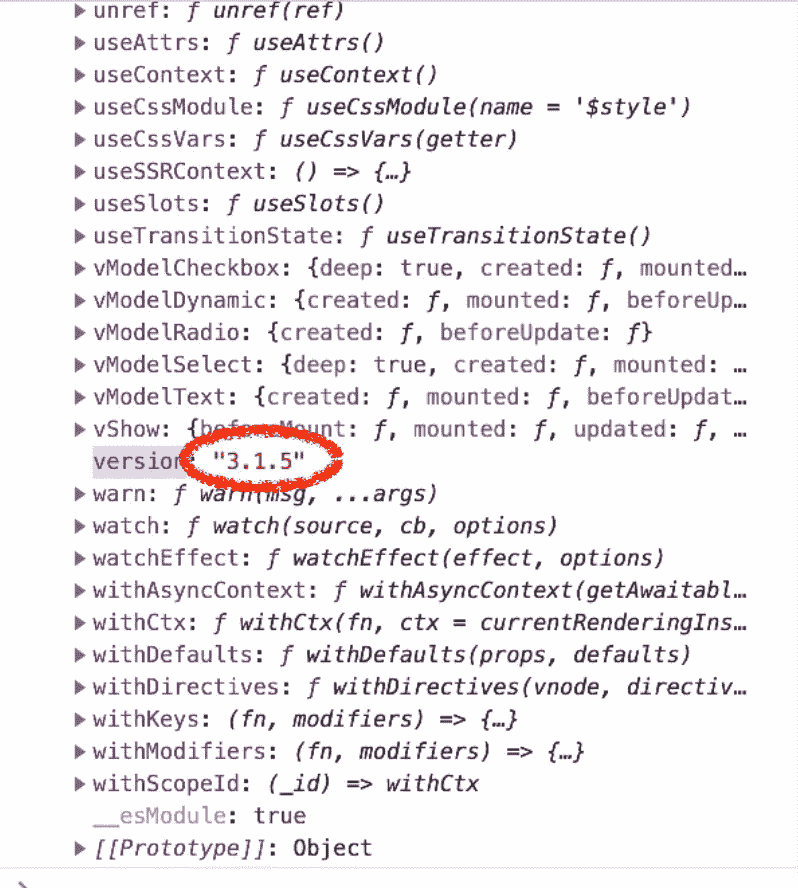 unref: ƒ unref(ref)
useAttrs: ƒ useAttrs()
useContext: ƒ useContext()
useCssModule: ƒ useCssModule(name = '$style')
useCssVars: ƒ useCssVars(getter)
useSSRContext: () => {…}
useSlots: ƒ useSlots()
useTransitionState: ƒ useTransitionState()
vModelCheckbox: {deep: true, created: ƒ, mounted…
vModelDynamic: {created: ƒ, mounted: ƒ, beforeUp…
vModelRadio: {created: ƒ, beforeUpdate: ƒ}
vModelSelect: {deep: true, created: ƒ, mounted: …
vModelText: {created: ƒ, mounted: ƒ, beforeUpdat…
vShow: {beforeMount: ƒ, mounted: ƒ, updated: ƒ, …
version: "3.1.5"
warn: ƒ warn(msg, ...args)
watch: ƒ watch(source, cb, options)
watchEffect: ƒ watchEffect(effect, options)
withAsyncContext: ƒ withAsyncContext(getAwaitabl…
withCtx: ƒ withCtx(fn, ctx = currentRenderingIns…
withDefaults: ƒ withDefaults(props, defaults)
withDirectives: ƒ withDirectives(vnode, directiv…
withKeys: (fn, modifiers) => {…}
withModifiers: (fn, modifiers) => {…}
withScopeId: (_id) => withCtx
__esModule: true
[[Prototype]]: Object